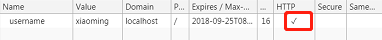 Name Value Domain P... Expires / Max-... ... HTTP Secure Same...
username xiaoming localhost / 2018-09-25T08... 16 ✓